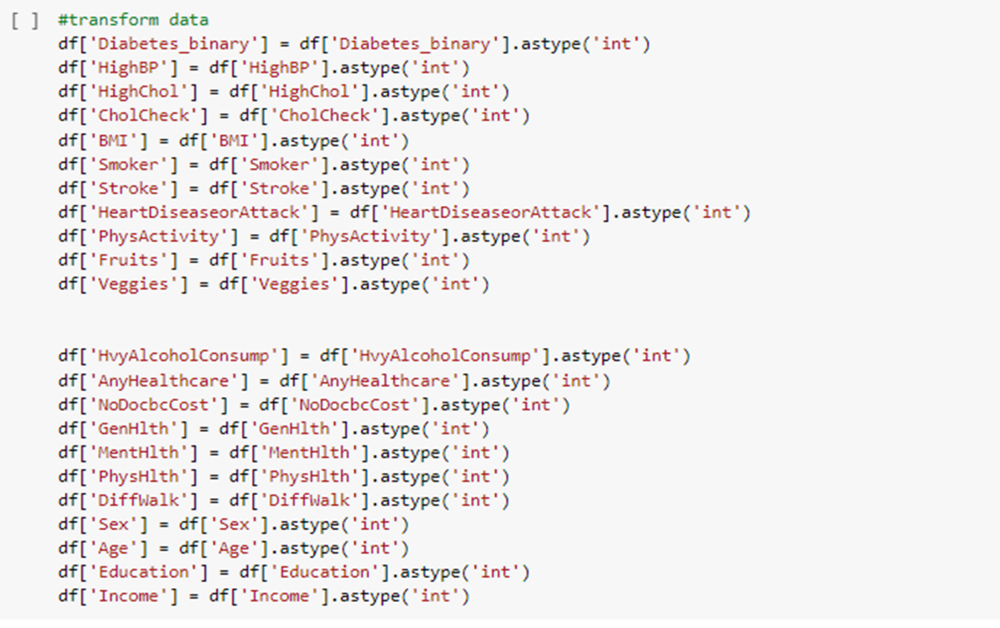 [ ] #transform data
df['Diabetes_binary'] = df['Diabetes_binary'].astype('int')
df['HighBP'] = df['HighBP'].astype('int')
df['HighChol'] = df['HighChol'].astype('int')
df['CholCheck'] = df['CholCheck'].astype('int')
df['BMI'] = df['BMI'].astype('int')
df['Smoker'] = df['Smoker'].astype('int')
df['Stroke'] = df['Stroke'].astype('int')
df['HeartDiseaseorAttack'] = df['HeartDiseaseorAttack'].astype('int')
df['PhysActivity'] = df['PhysActivity'].astype('int')
df['Fruits'] = df['Fruits'].astype('int')
df['Veggies'] = df['Veggies'].astype('int')
df['HvyAlcoholConsump'] = df['HvyAlcoholConsump'].astype('int')
df['AnyHealthcare'] = df['AnyHealthcare'].astype('int')
df['NoDocbcCost'] = df['NoDocbcCost'].astype('int')
df['GenHlth'] = df['GenHlth'].astype('int')
df['MentHlth'] = df['MentHlth'].astype('int')
df['PhysHlth'] = df['PhysHlth'].astype('int')
df['DiffWalk'] = df['DiffWalk'].astype('int')
df['Sex'] = df['Sex'].astype('int')
df['Age'] = df['Age'].astype('int')
df['Education'] = df['Education'].astype('int')
df['Income'] = df['Income'].astype('int')